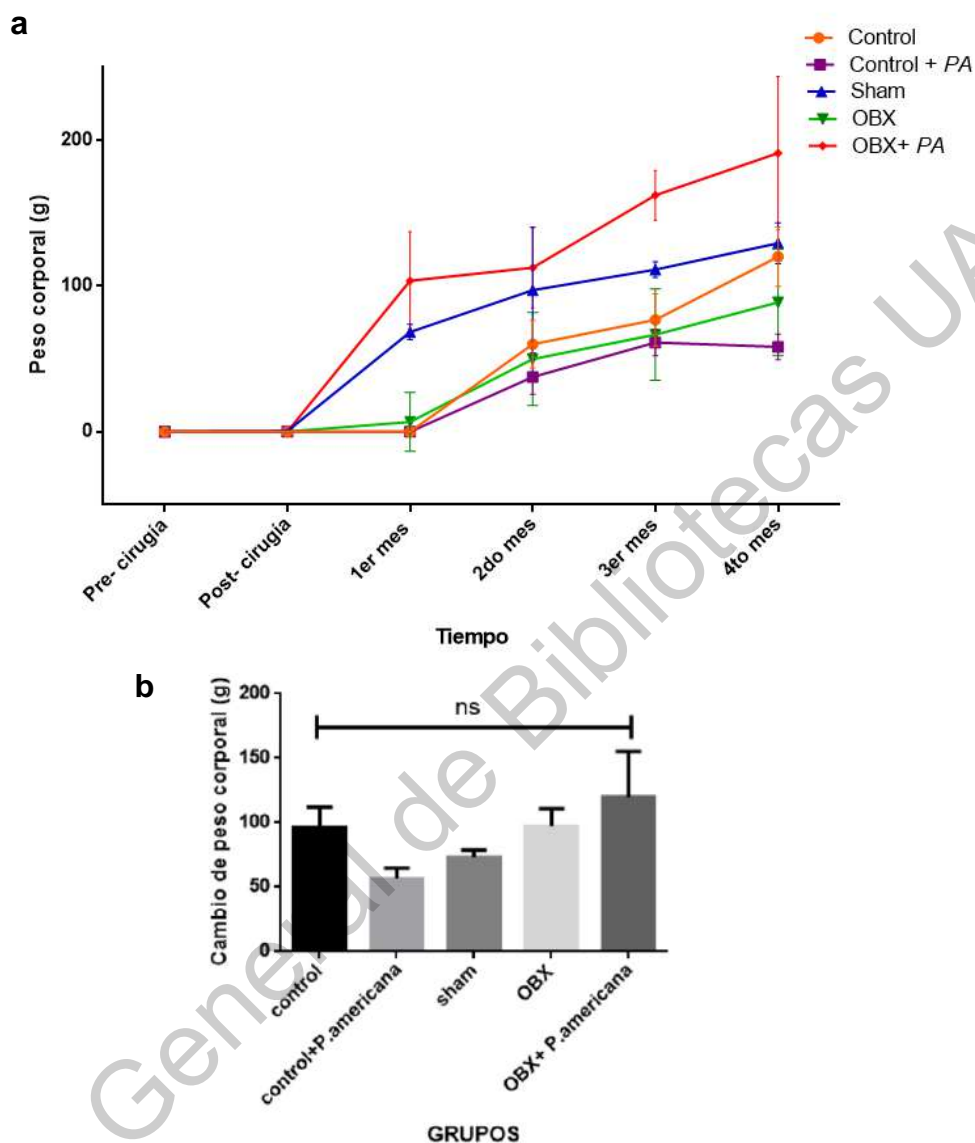 a
Control
Control + PA
Sham
OBX
OBX+ PA
Peso corporal (g)
200
100
0
Pre- cirugia
Post- cirugia
1er mes
2do mes
3er mes
4to mes
Tiempo
b
Cambio de peso corporal (g)
200
150
100
50
0
ns
control
control+P.americana
sham
OBX
OBX+ P.americana
GRUPOS
General de Bibliotecas UA